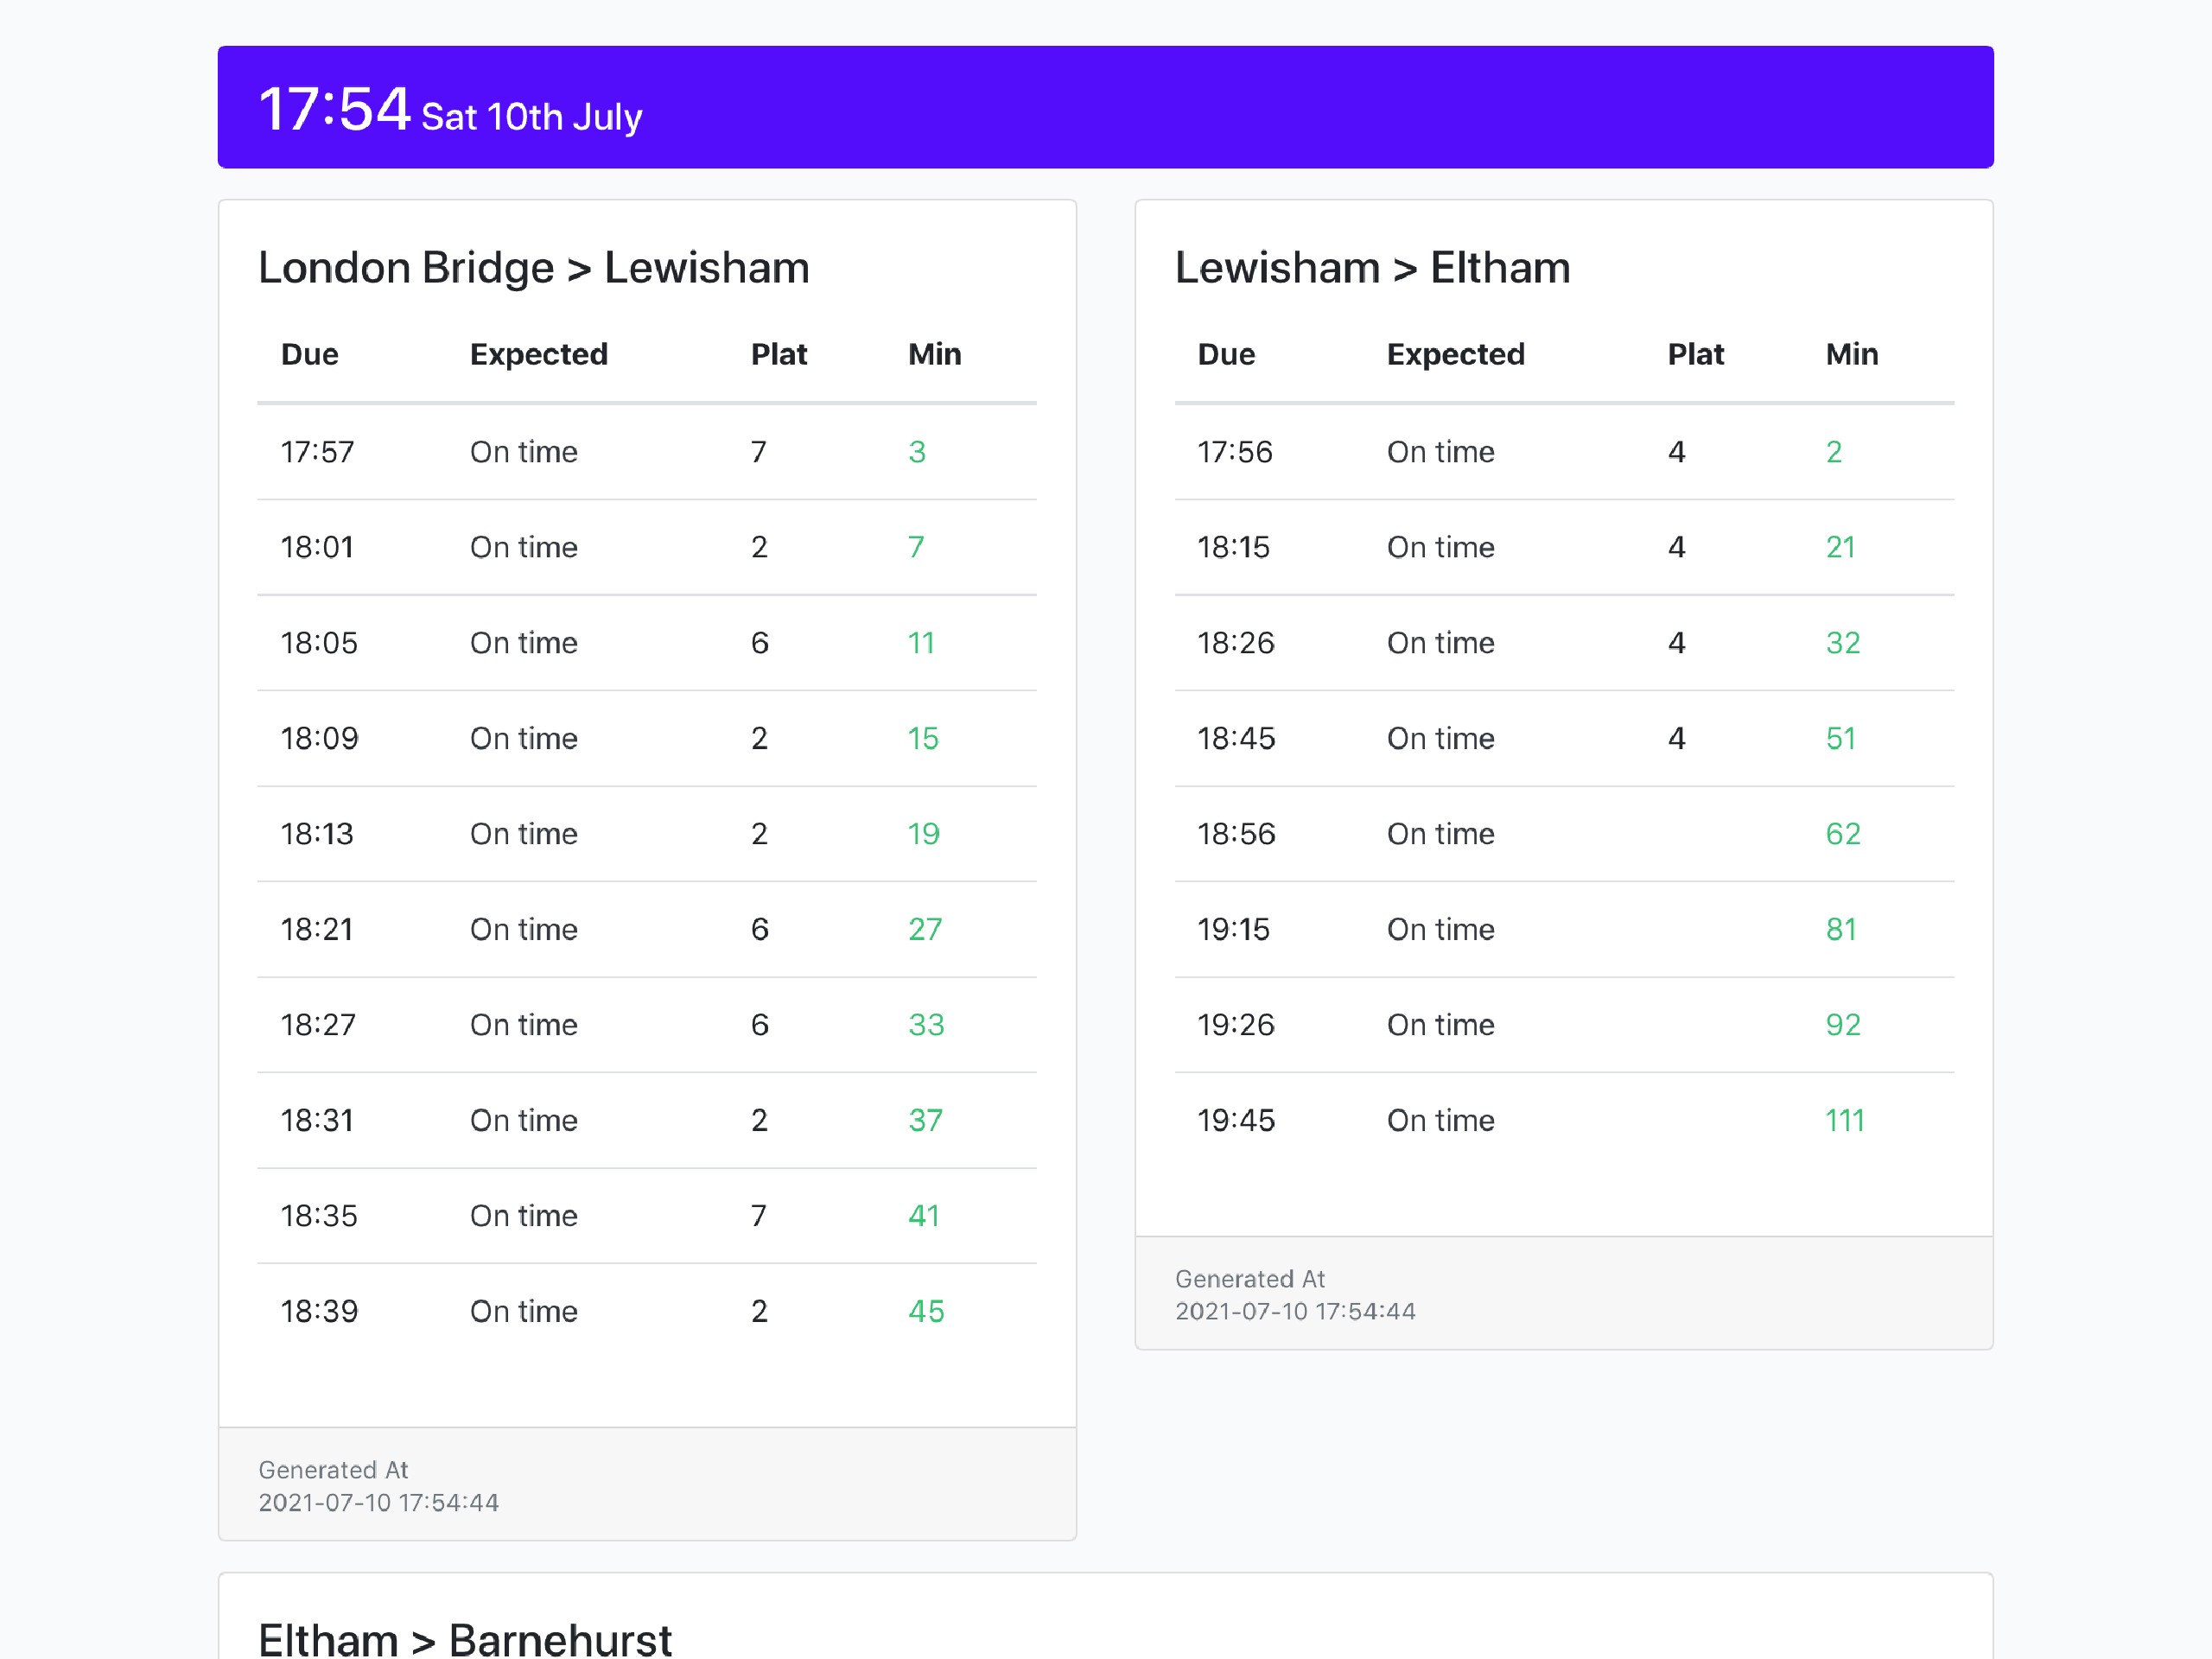 17:54 Sat 10th July
London Bridge > Lewisham
Due Expected Plat Min
17:57 On time 7 3
18:01 On time 2 7
18:05 On time 6 11
18:09 On time 2 15
18:13 On time 2 19
18:21 On time 6 27
18:27 On time 6 33
18:31 On time 2 37
18:35 On time 7 41
18:39 On time 2 45
Generated At
2021-07-10 17:54:44
Lewisham > Eltham
Due Expected Plat Min
17:56 On time 4 2
18:15 On time 4 21
18:26 On time 4 32
18:45 On time 4 51
18:56 On time 62
19:15 On time 81
19:26 On time 92
19:45 On time 111
Generated At
2021-07-10 17:54:44
Eltham > Barnehurst